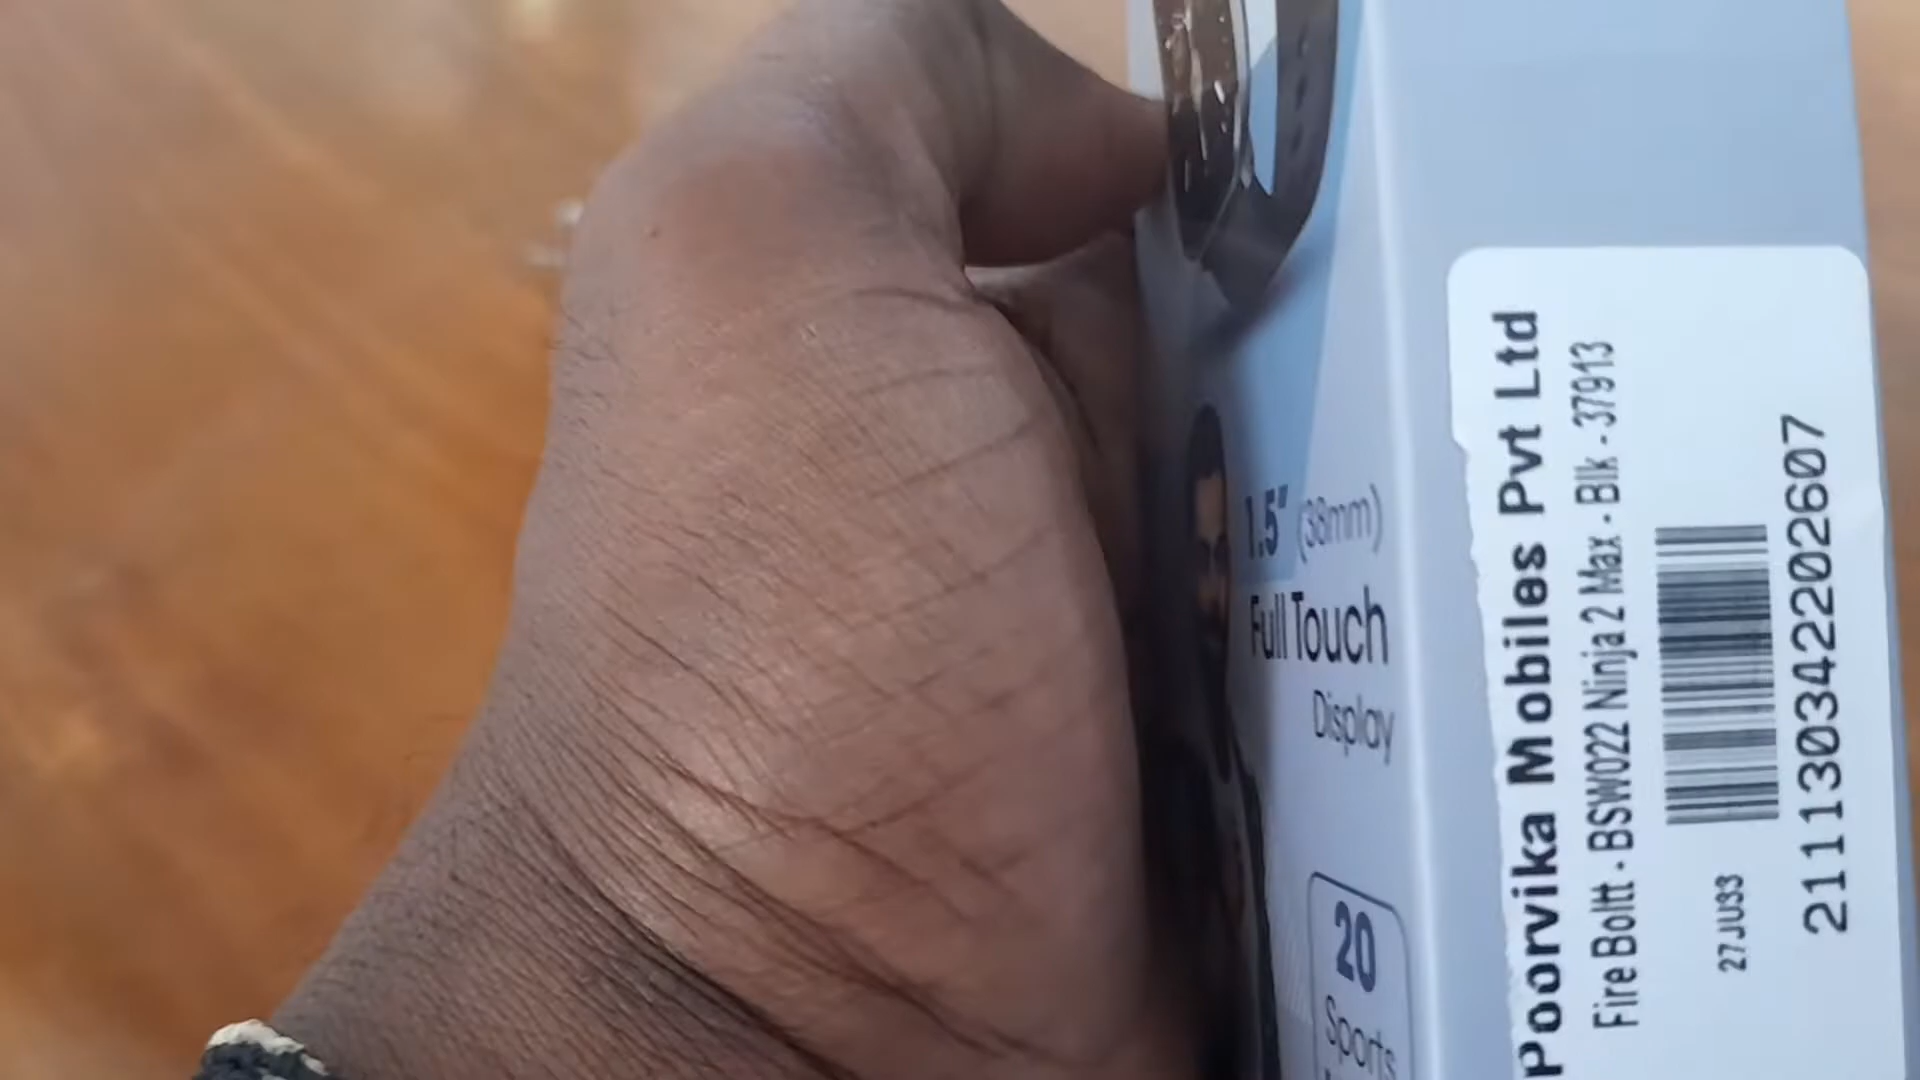 1.5" (38mm)
Full Touch
Display
20
Sports
Poorvika Mobiles Pvt Ltd
Fire Boltt - BSW022 Ninja 2 Max - Blk - 37913
27JU33
211130342202607